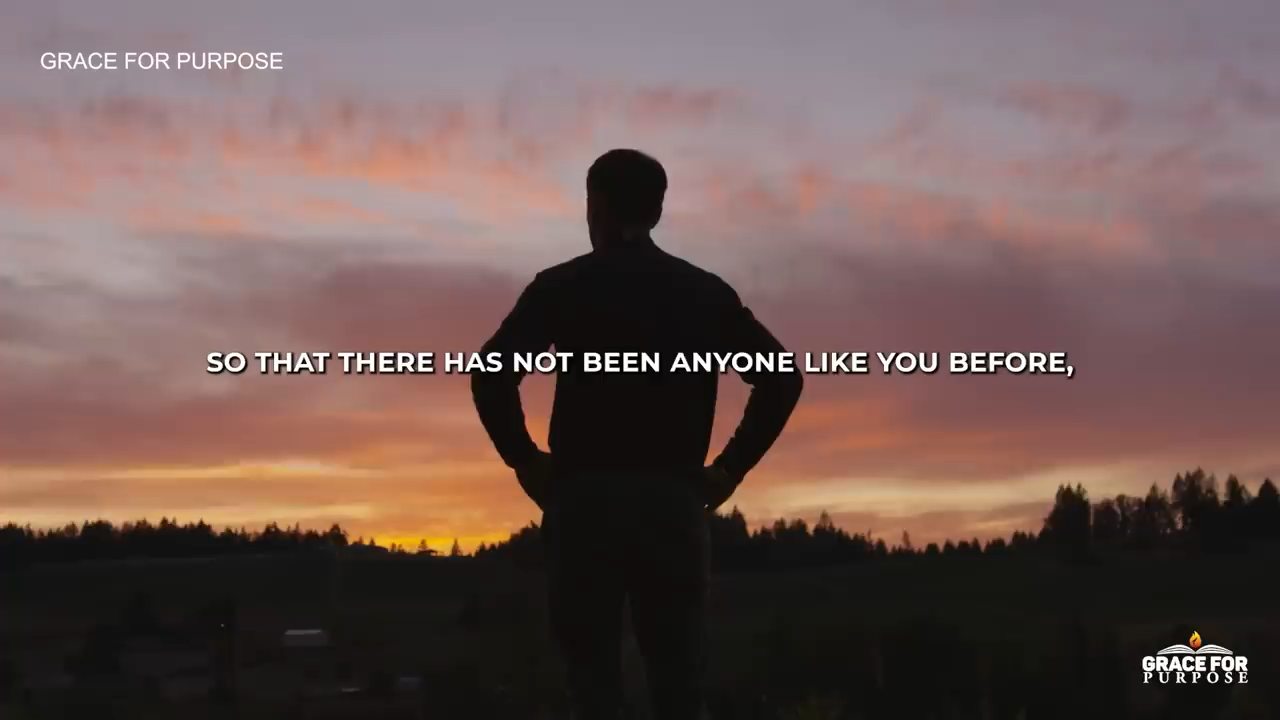 GRACE FOR PURPOSE
SO THAT THERE HAS NOT BEEN ANYONE LIKE YOU BEFORE,
GRACE FOR
PURPOSE